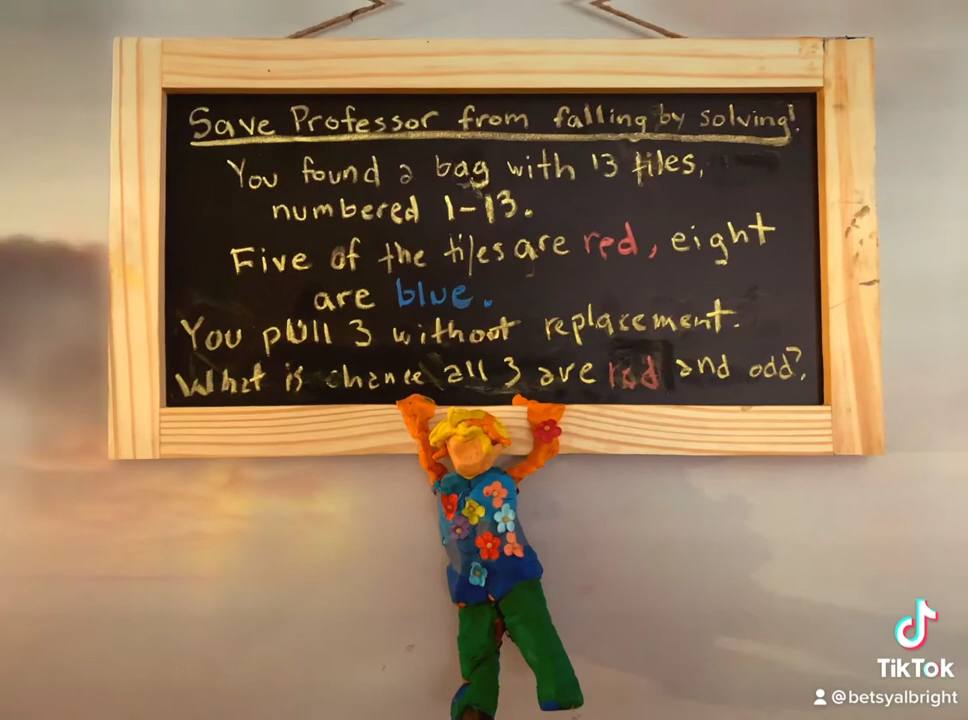 Save Professor from falling by solving!
You found a bag with 13 tiles,
numbered 1-13.
Five of the tiles are red, eight
are blue.
You pull 3 without replacement.
What is chance all 3 are red and odd?
TikTok
@betsyalbright